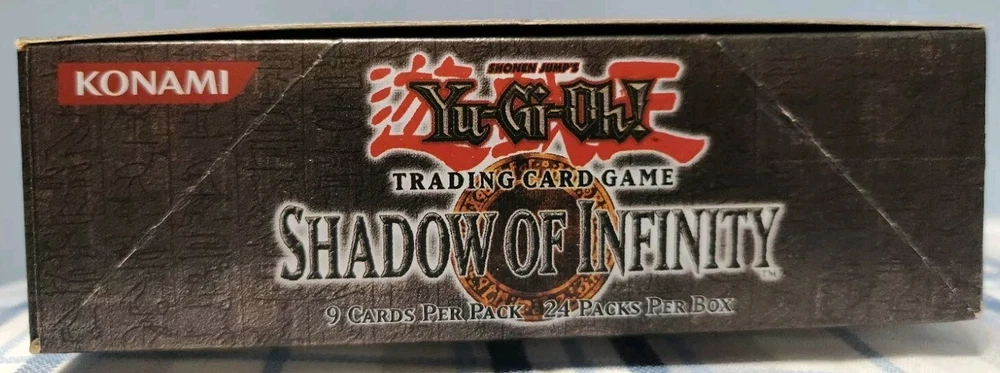 KONAMI
SHONEN JUMP'S
遊戯王
Yu-Gi-Oh!
TRADING CARD GAME
SHADOW OF INFINITY™
9 CARDS PER PACK 24 PACKS PER BOX